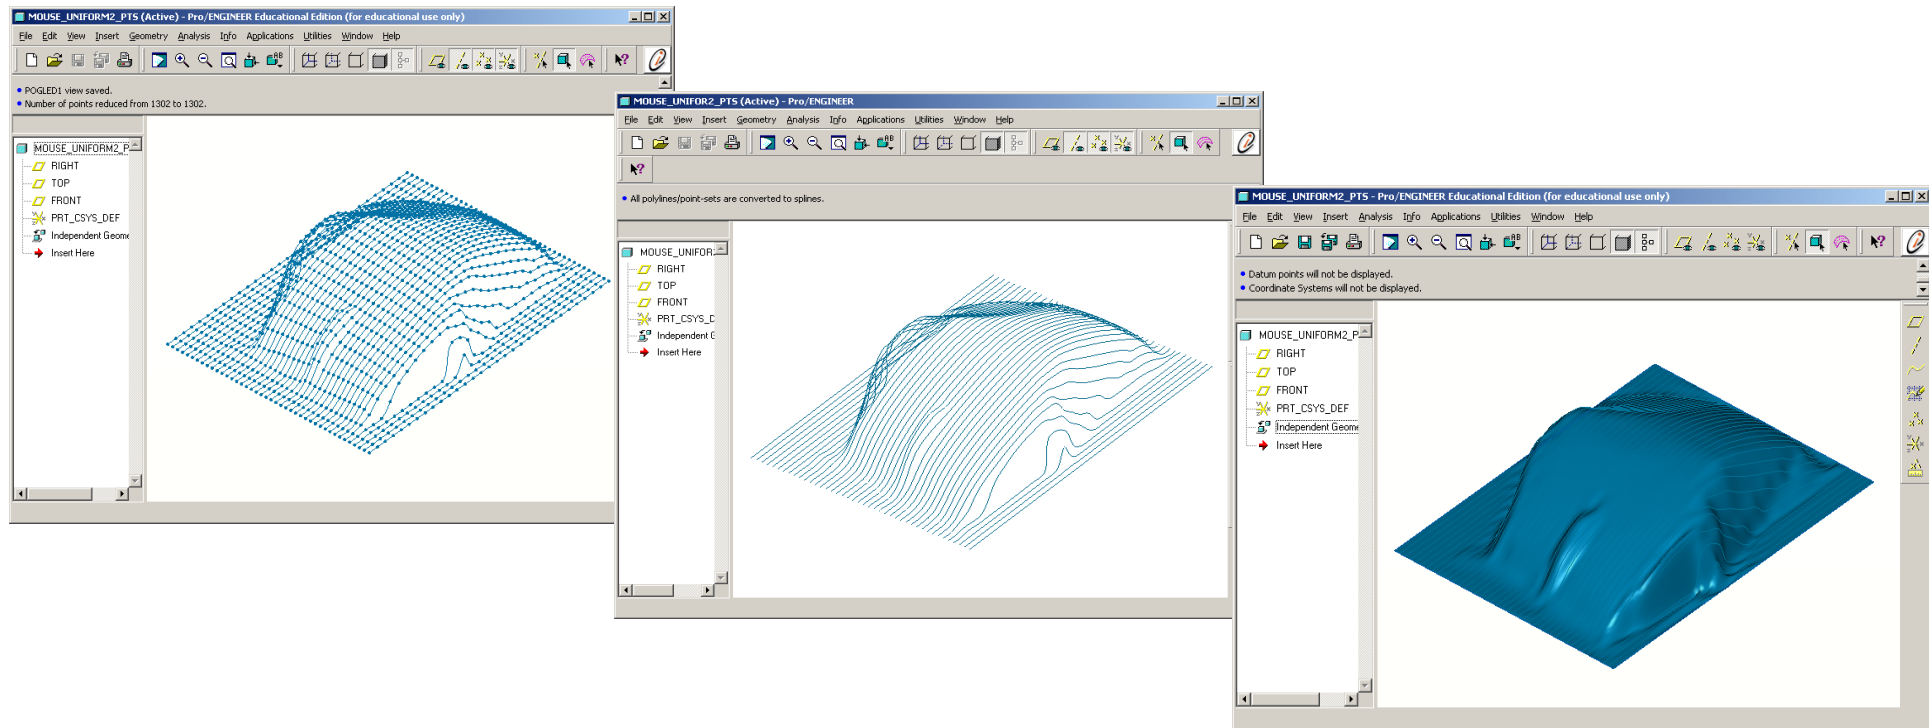 MOUSE_UNIFORM2_PTS (Active) - Pro/ENGINEER Educational Edition (for educational use only)
File Edit View Insert Geometry Analysis Info Applications Utilities Window Help
POGLED1 view saved.
Number of points reduced from 1302 to 1302.
MOUSE_UNIFORM2_P
RIGHT
TOP
FRONT
PRT_CSYS_DEF
Independent Geome
Insert Here
MOUSE_UNIFOR2_PTS (Active) - Pro/ENGINEER
File Edit View Insert Geometry Analysis Info Applications Utilities Window Help
All polylines/point-sets are converted to splines.
MOUSE_UNIFOR
RIGHT
TOP
FRONT
PRT_CSYS_D
Independent G
Insert Here
MOUSE_UNIFORM2_PTS - Pro/ENGINEER Educational Edition (for educational use only)
File Edit View Insert Analysis Info Applications Utilities Window Help
Datum points will not be displayed.
Coordinate Systems will not be displayed.
MOUSE_UNIFORM2_P
RIGHT
TOP
FRONT
PRT_CSYS_DEF
Independent Geome
Insert Here